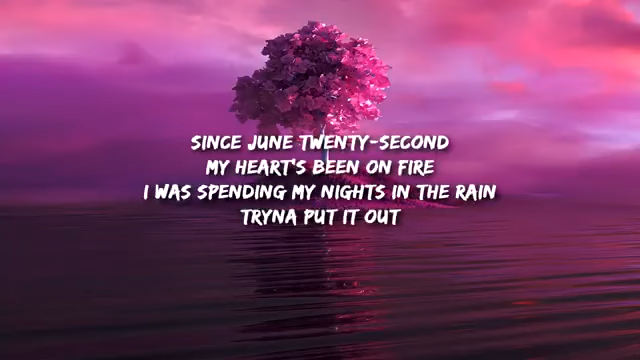 SINCE JUNE TWENTY-SECOND
MY HEART'S BEEN ON FIRE
I WAS SPENDING MY NIGHTS IN THE RAIN
TRYNA PUT IT OUT